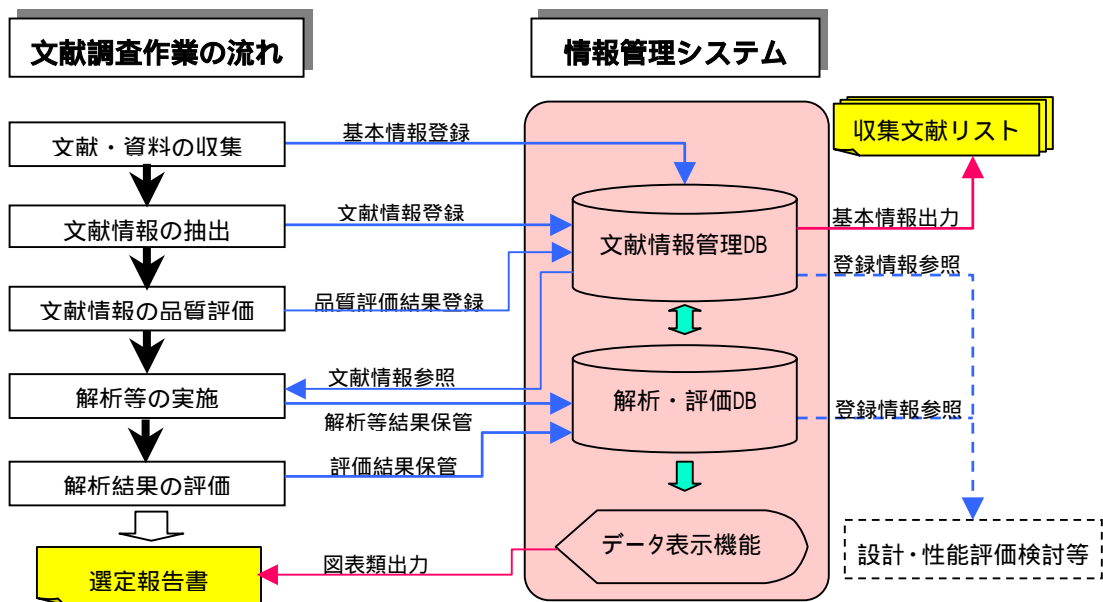 文献調査作業の流れ
情報管理システム
文献・資料の収集
基本情報登録
収集文献リスト
文献情報の抽出
文献情報登録
文献情報管理DB
基本情報出力
登録情報参照
文献情報の品質評価
品質評価結果登録
解析等の実施
文献情報参照
解析・評価DB
登録情報参照
解析等結果保管
解析結果の評価
評価結果保管
データ表示機能
設計・性能評価検討等
図表類出力
選定報告書